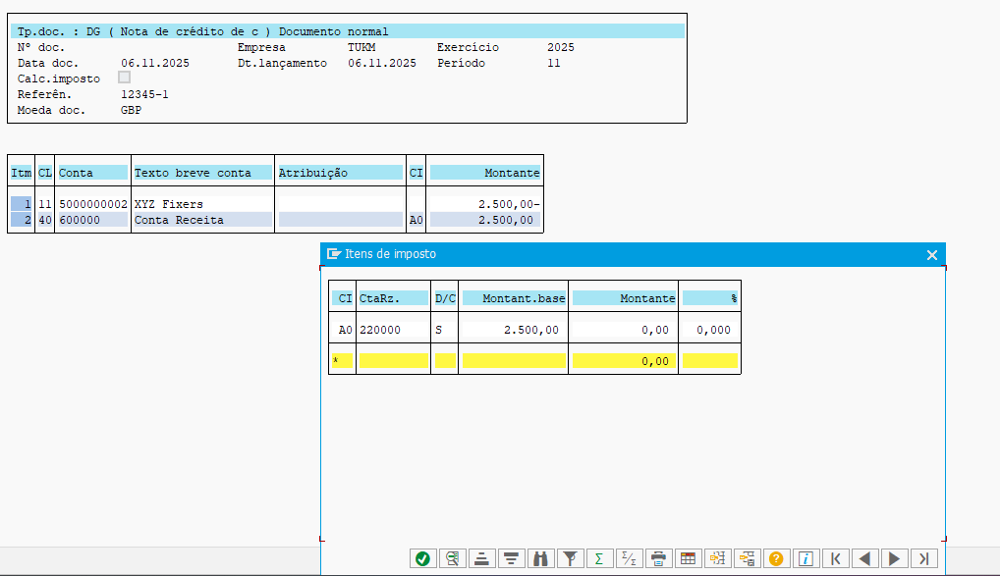 Tp.doc. : DG ( Nota de crédito de c ) Documento normal
Nº doc. Empresa TUKM Exercício 2025
Data doc. 06.11.2025 Dt.lançamento 06.11.2025 Período 11
Calc.imposto
Referên. 12345-1
Moeda doc. GBP
Itm CL Conta Texto breve conta Atribuição CI Montante
1 11 5000000002 XYZ Fixers 2.500,00-
2 40 600000 Conta Receita A0 2.500,00
Itens de imposto
CI CtaRz. D/C Montant.base Montante %
A0 220000 S 2.500,00 0,00 0,000
* 0,00